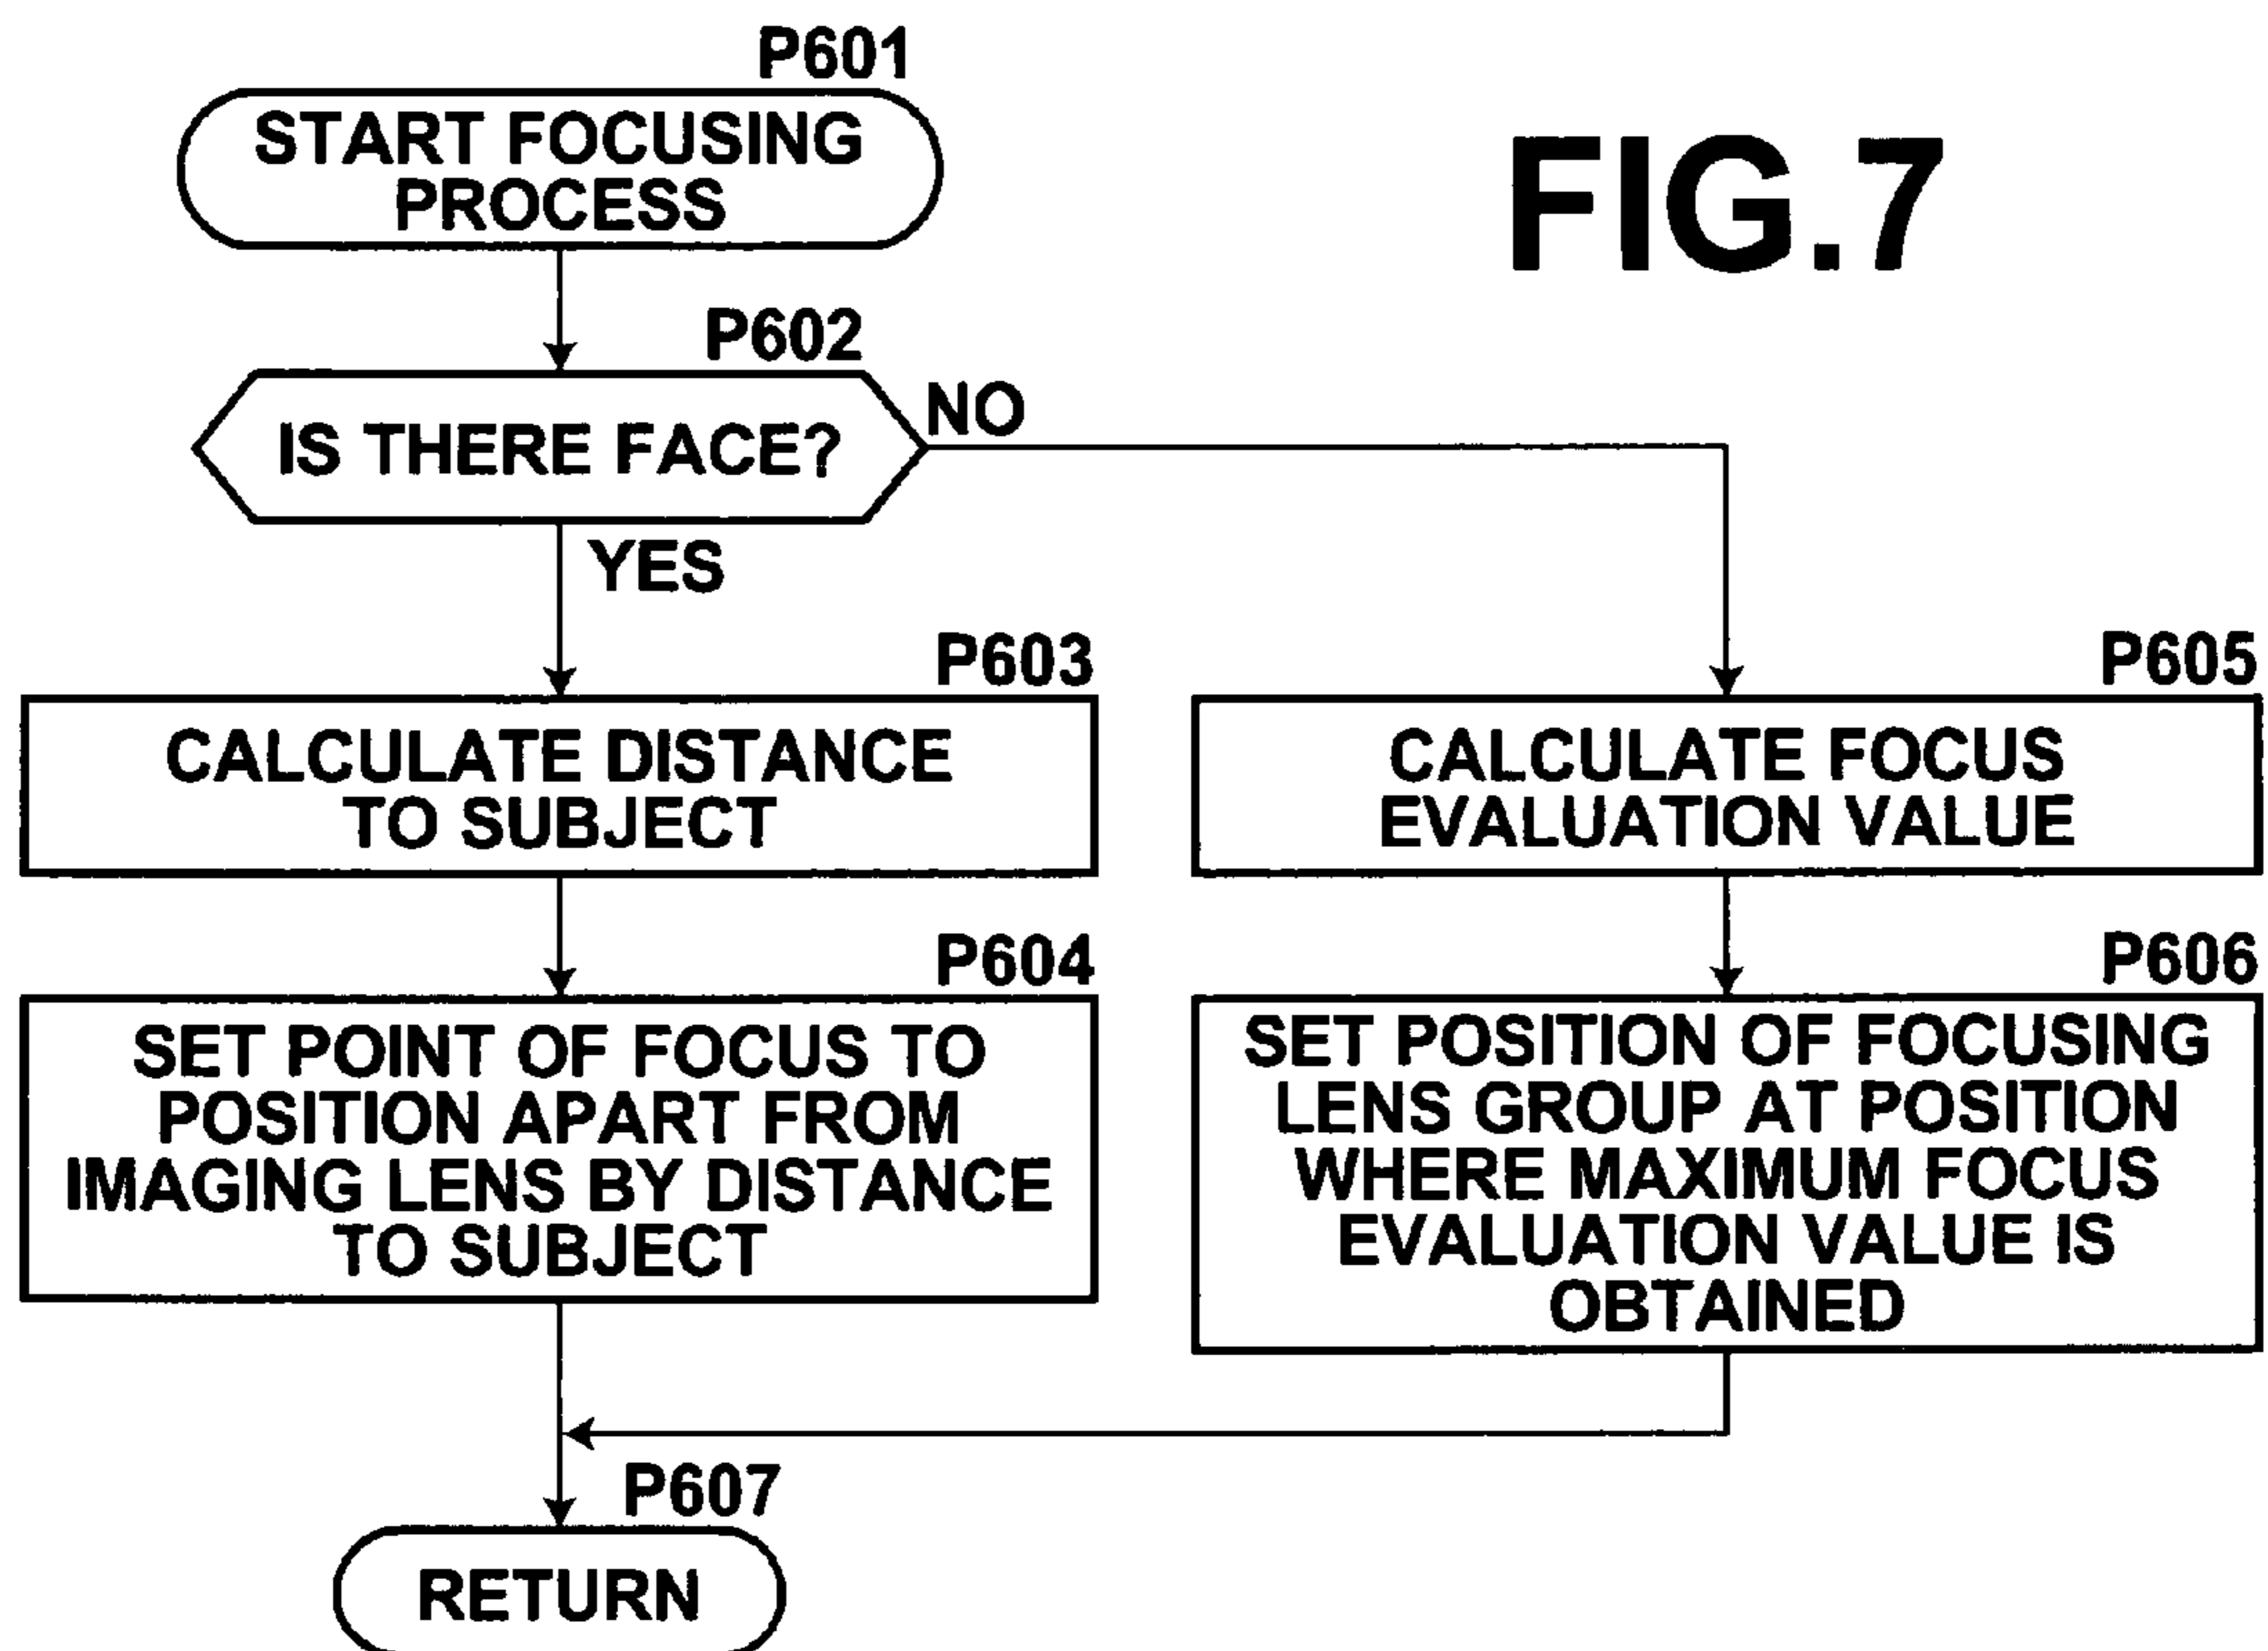 FIG.7
P601
START FOCUSING
PROCESS
P602
IS THERE FACE?
NO
YES
P603
CALCULATE DISTANCE
TO SUBJECT
P605
CALCULATE FOCUS
EVALUATION VALUE
P604
SET POINT OF FOCUS TO
POSITION APART FROM
IMAGING LENS BY DISTANCE
TO SUBJECT
P606
SET POSITION OF FOCUSING
LENS GROUP AT POSITION
WHERE MAXIMUM FOCUS
EVALUATION VALUE IS
OBTAINED
P607
RETURN